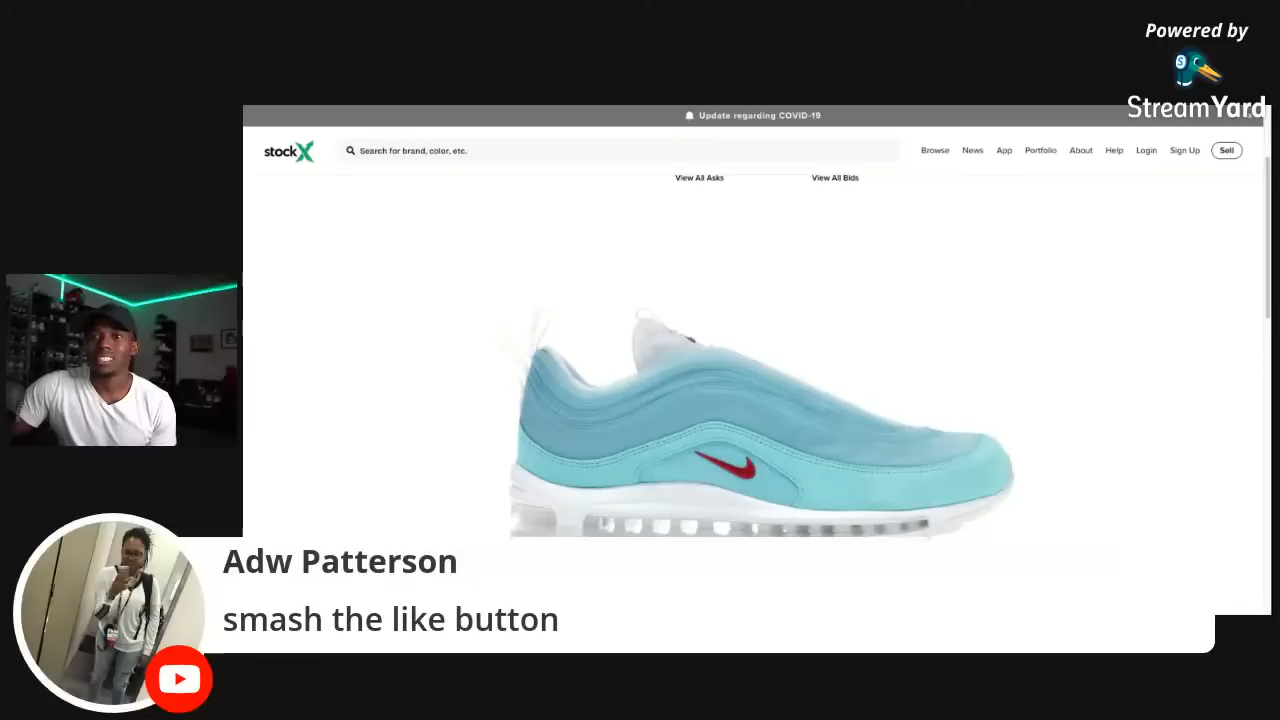 Powered by
StreamYard
Update regarding COVID-19
stockX
Search for brand, color, etc.
Browse
News
App
Portfolio
About
Help
Login
Sign Up
Sell
View All Asks
View All Bids
Adw Patterson
smash the like button